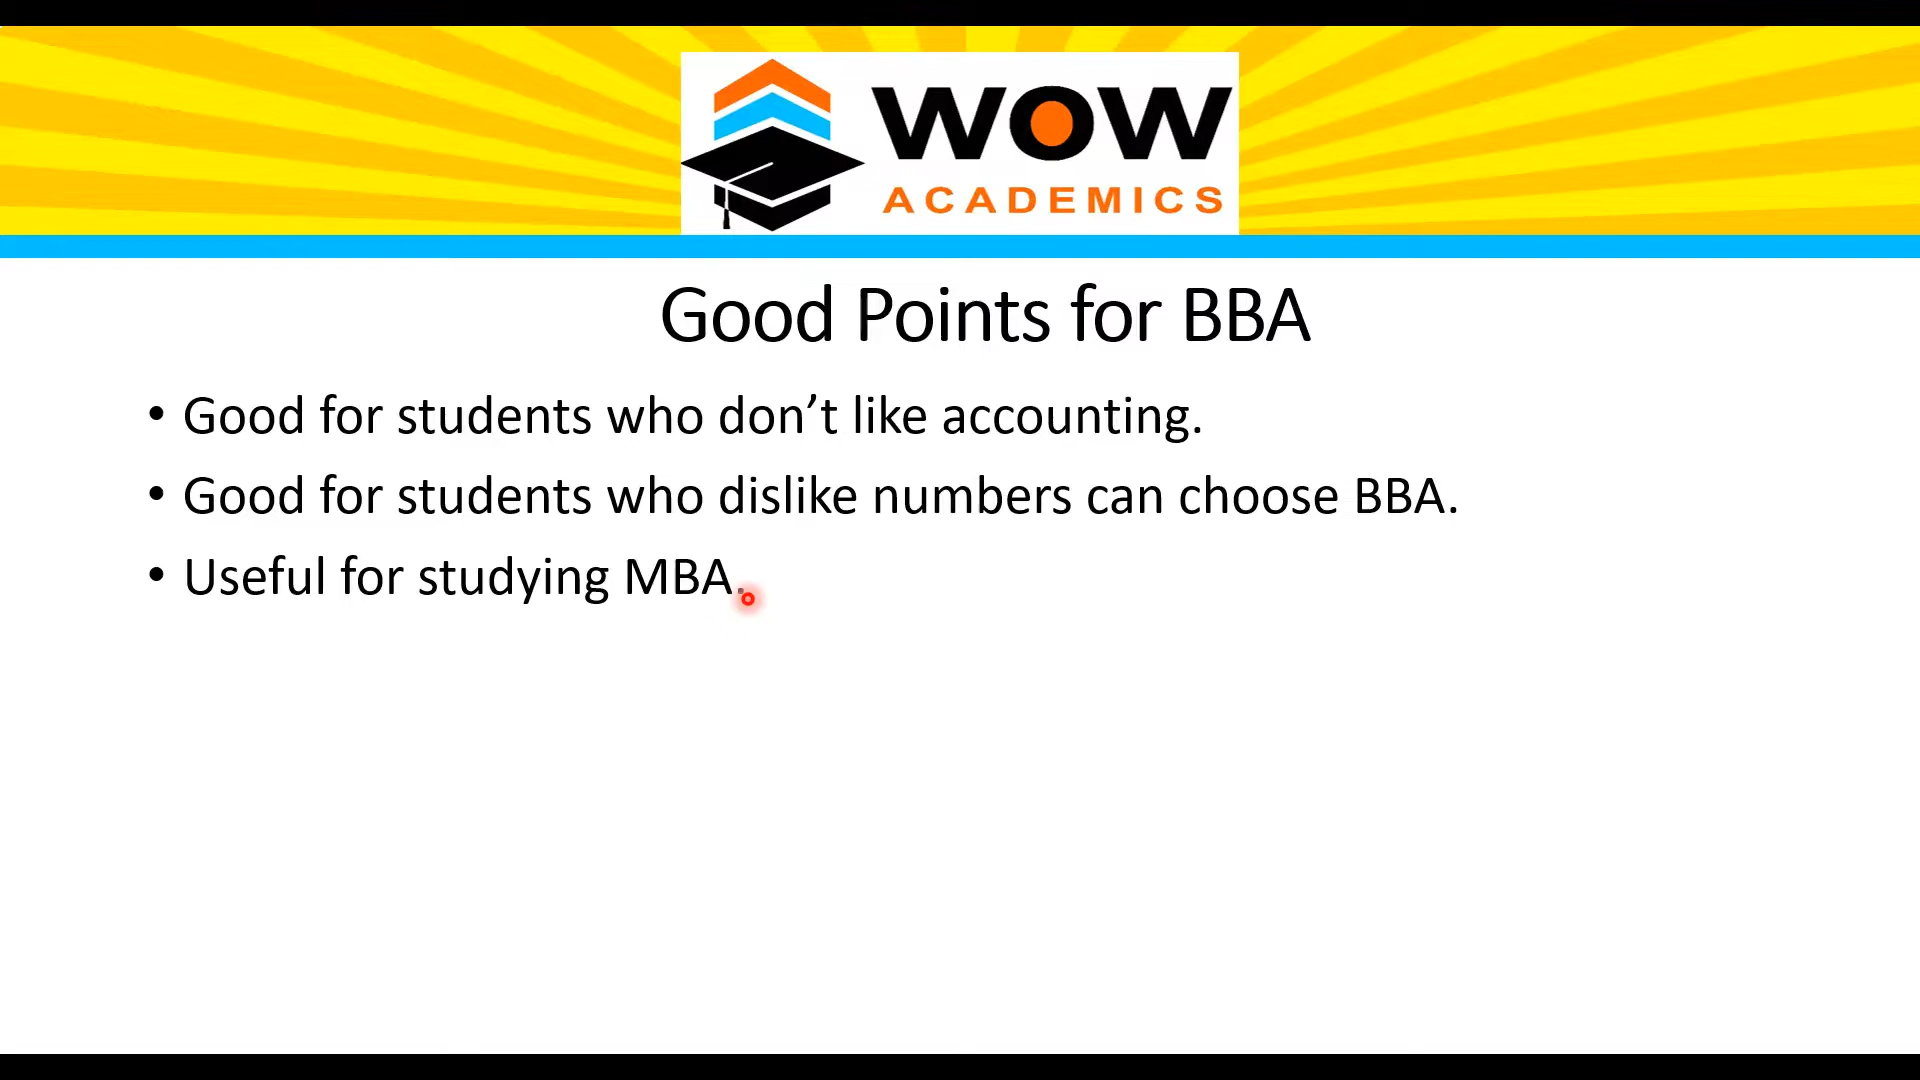 WOW
ACADEMICS
Good Points for BBA
• Good for students who don’t like accounting.
• Good for students who dislike numbers can choose BBA.
• Useful for studying MBA.